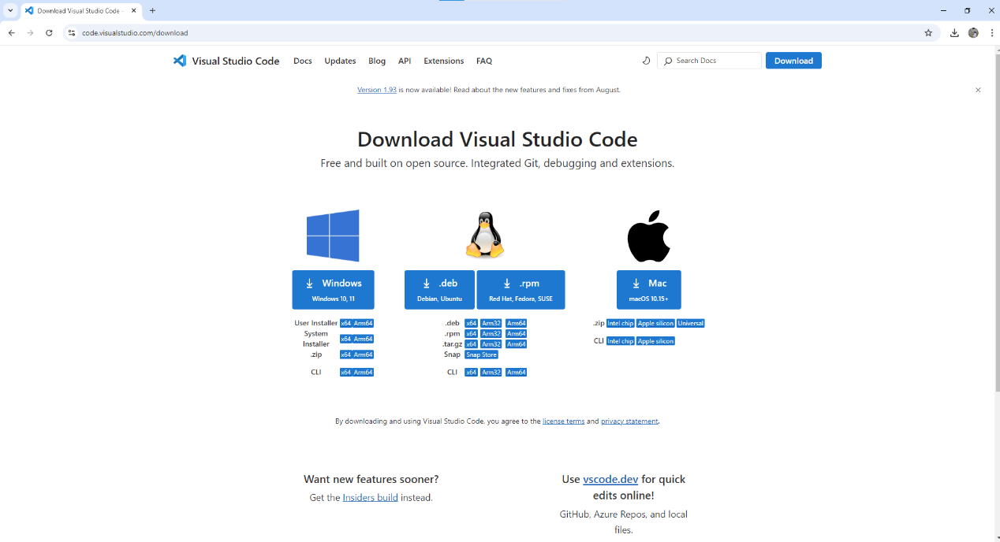 Download Visual Studio Code -
code.visualstudio.com/download
Visual Studio Code Docs Updates Blog API Extensions FAQ Search Docs Download
Version 1.93 is now available! Read about the new features and fixes from August.
Download Visual Studio Code
Free and built on open source. Integrated Git, debugging and extensions.
Windows
Windows 10, 11
User Installer x64 Arm64
System
Installer x64 Arm64
.zip x64 Arm64
CLI x64 Arm64
.deb
Debian, Ubuntu
.rpm
Red Hat, Fedora, SUSE
.deb x64 Arm32 Arm64
.rpm x64 Arm32 Arm64
.tar.gz x64 Arm32 Arm64
Snap Snap Store
CLI x64 Arm32 Arm64
Mac
macOS 10.15+
.zip Intel chip Apple silicon Universal
CLI Intel chip Apple silicon
By downloading and using Visual Studio Code, you agree to the license terms and privacy statement.
Want new features sooner?
Get the Insiders build instead.
Use vscode.dev for quick
edits online!
GitHub, Azure Repos, and local
files.